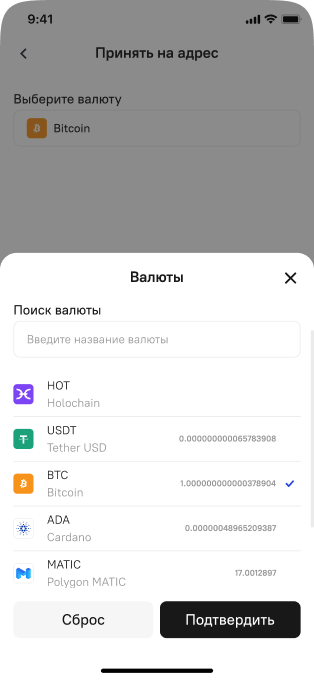 9:41
Принять на адрес
Выберите валюту
Bitcoin
Валюты
Поиск валюты
Введите название валюты
HOT
Holochain
USDT
Tether USD
0.000000000065783908
BTC
Bitcoin
1.000000000000378904
ADA
Cardano
0.00000048965209387
MATIC
Polygon MATIC
17.0012897
Сброс
Подтвердить